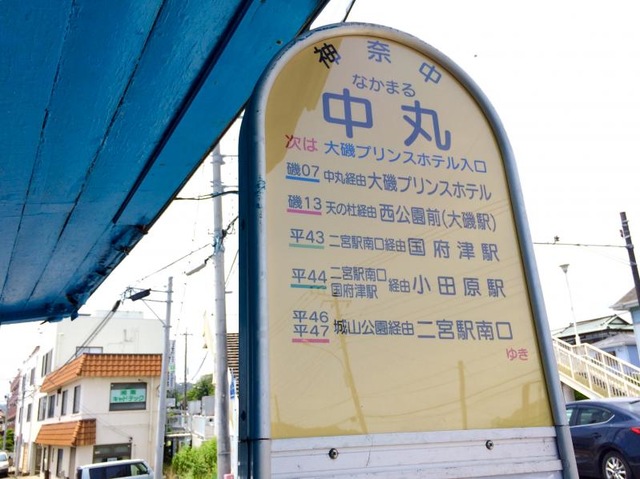 神奈中
なかまる
中丸
次は 大磯プリンスホテル入口
磯07 中丸経由 大磯プリンスホテル
磯13 天の杜経由 西公園前(大磯駅)
平43 二宮駅南口経由 国府津駅
平44 二宮駅南口 国府津駅 経由 小田原駅
平46
平47 城山公園経由 二宮駅南口
ゆき